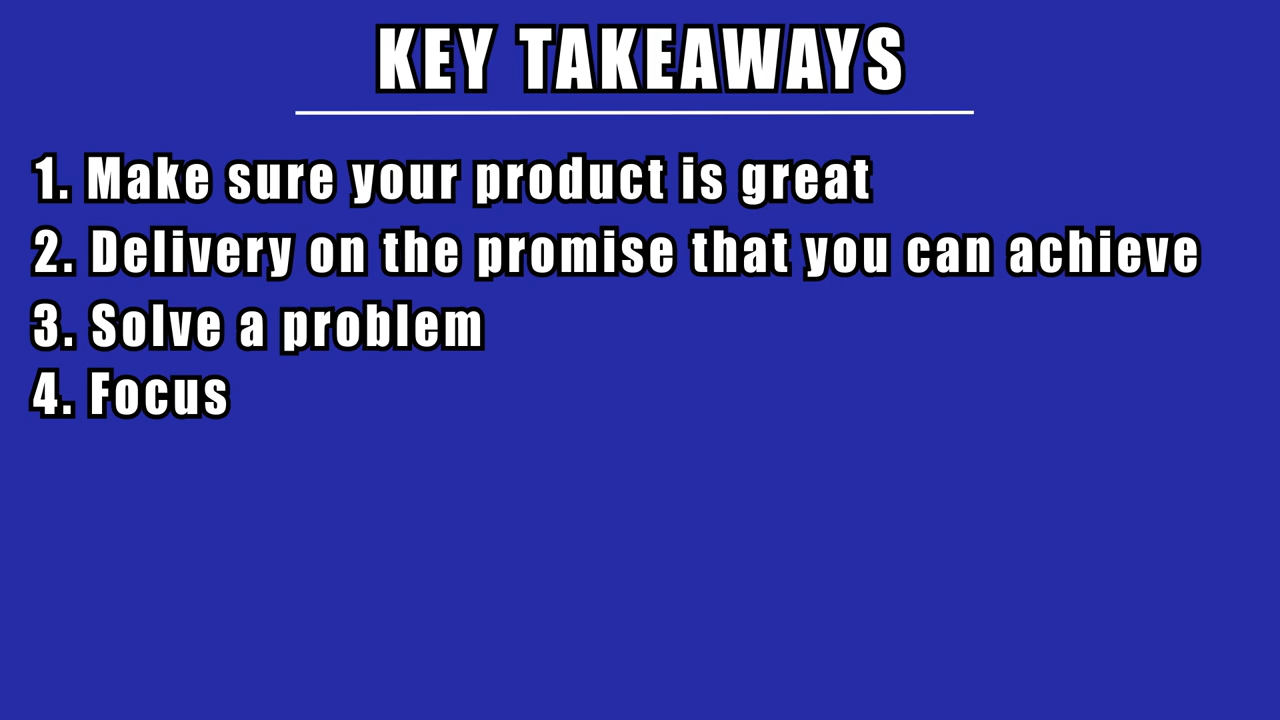 KEY TAKEAWAYS
1. Make sure your product is great
2. Delivery on the promise that you can achieve
3. Solve a problem
4. Focus